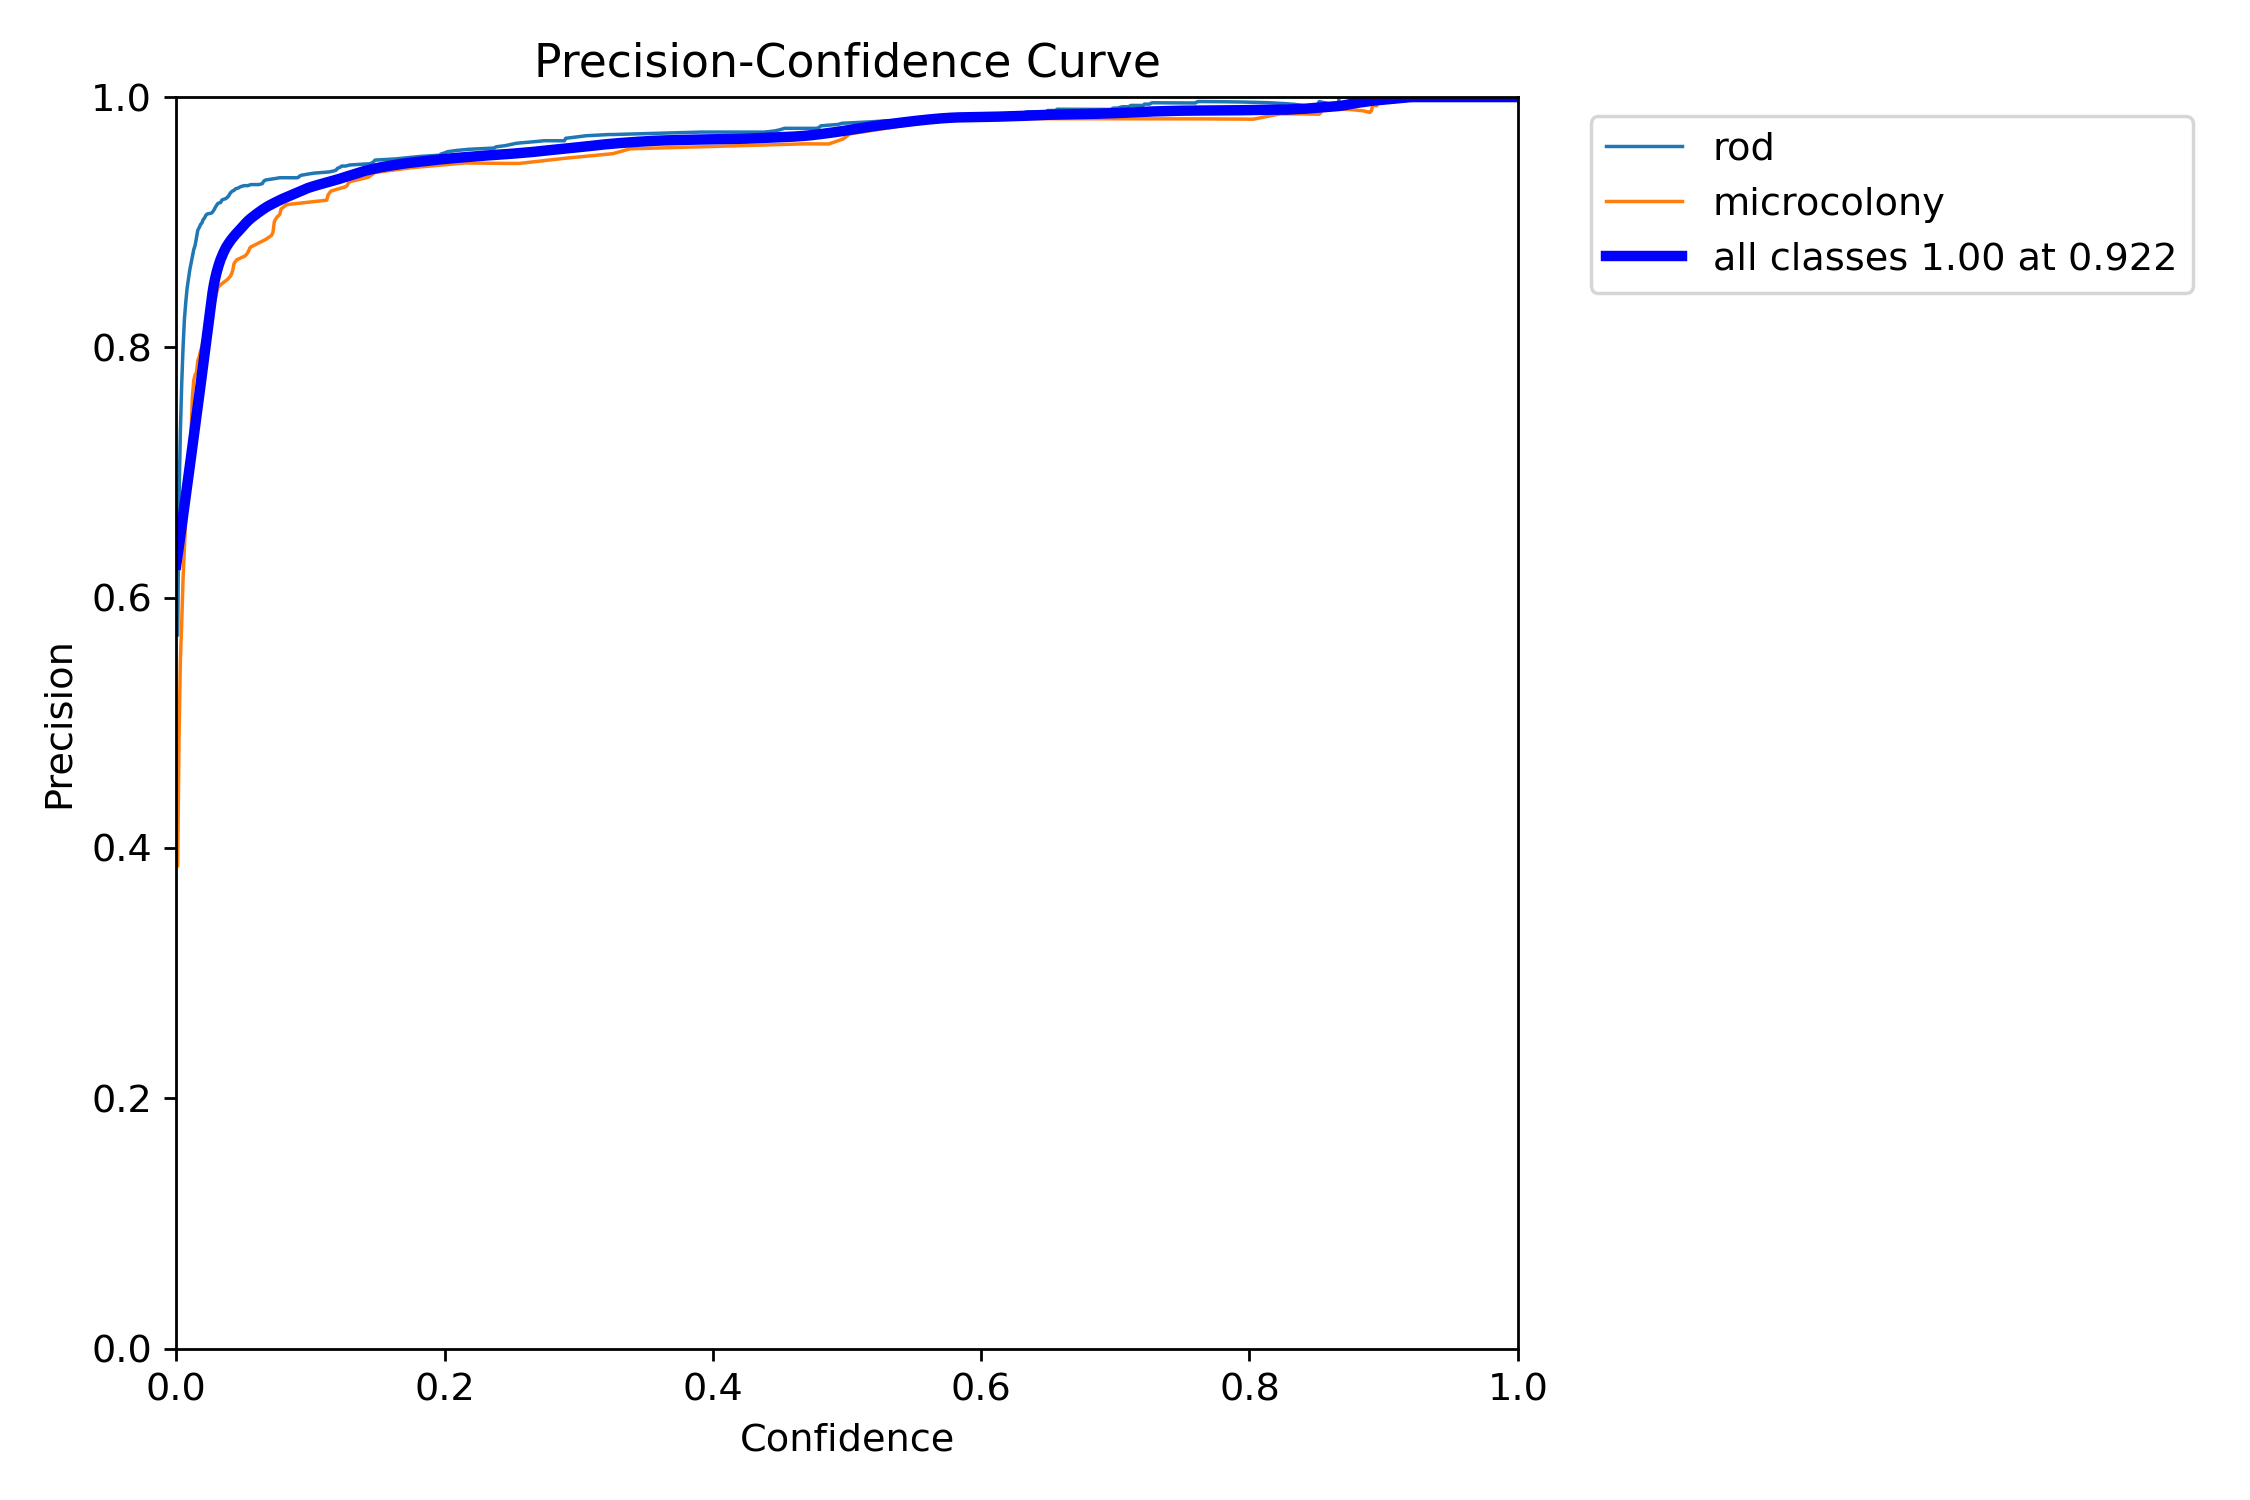 Precision-Confidence Curve
1.0
0.8
0.6
0.4
0.2
0.0
Precision
0.0 0.2 0.4 0.6 0.8 1.0
Confidence
rod
microcolony
all classes 1.00 at 0.922